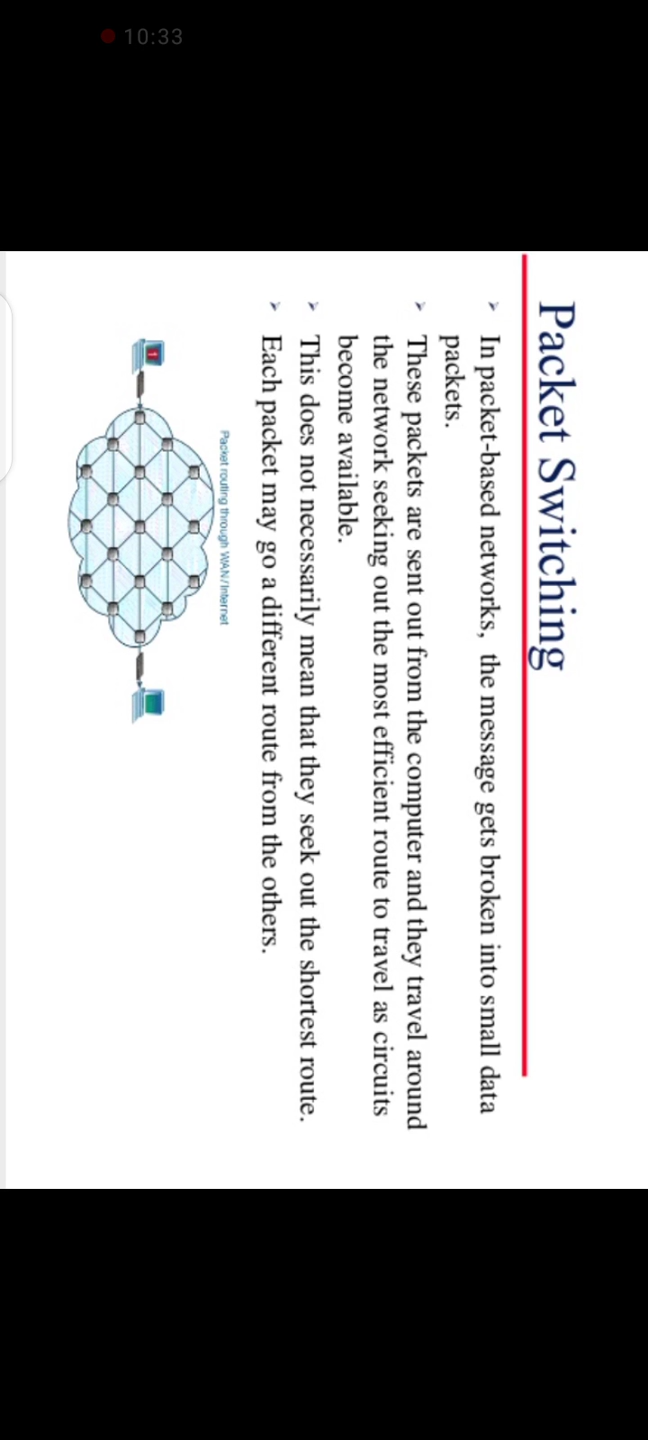 10:33
Packet Switching
In packet-based networks, the message gets broken into small data
packets.
These packets are sent out from the computer and they travel around
the network seeking out the most efficient route to travel as circuits
become available.
This does not necessarily mean that they seek out the shortest route.
Each packet may go a different route from the others.
Packet routing through WAN/Internet
1